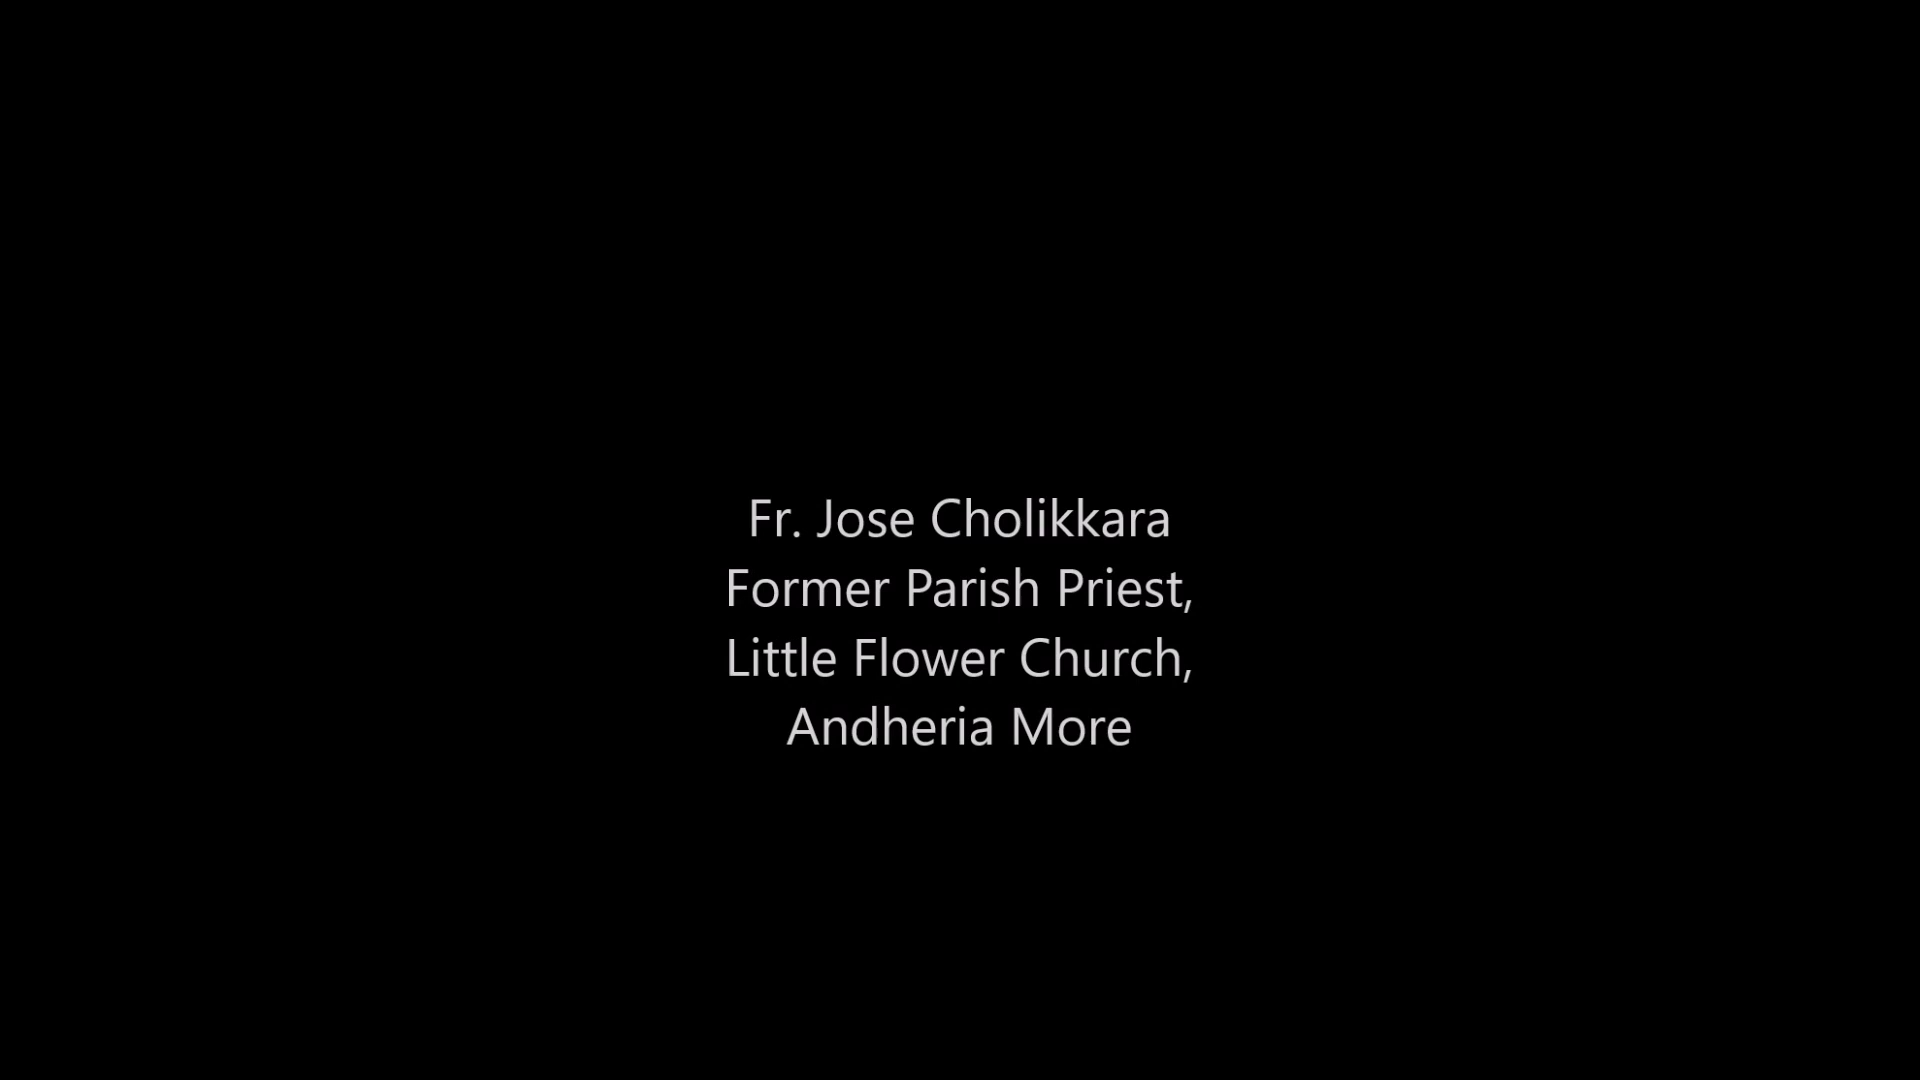 Fr. Jose Cholikkara
Former Parish Priest,
Little Flower Church,
Andheria More